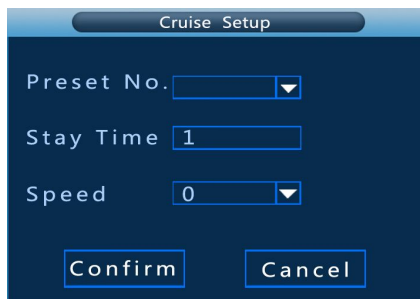 Cruise Setup
Preset No.
Stay Time 1
Speed 0
Confirm Cancel